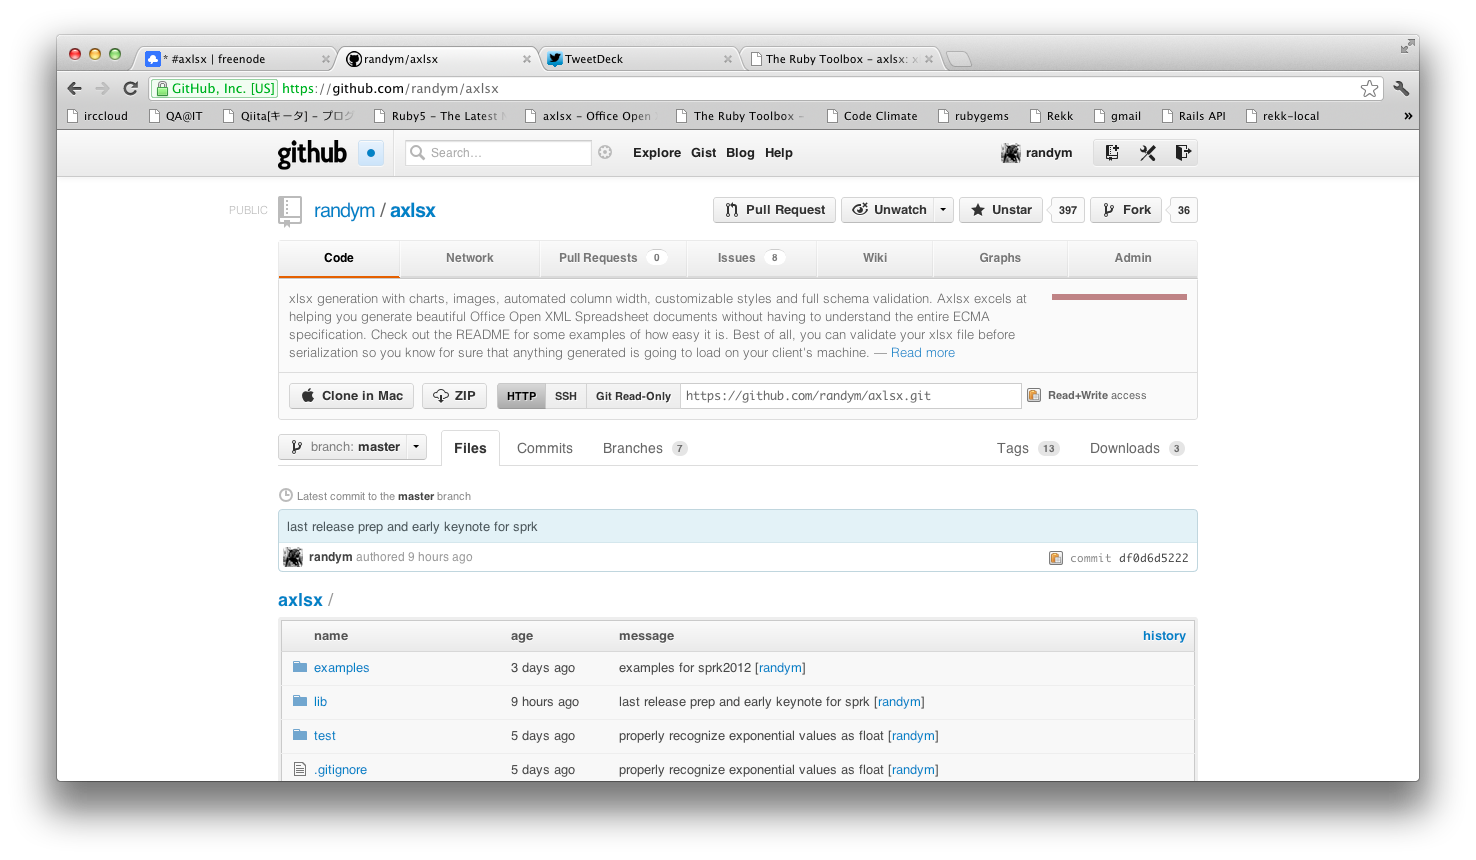 * #axlsx | freenode
randym/axlsx
TweetDeck
The Ruby Toolbox – axlsx: x
GitHub, Inc. [US] https://github.com/randym/axlsx
irccloud
QA@IT
Qiita[キータ] – プログ
Ruby5 – The Latest
axlsx – Office Open
The Ruby Toolbox –
Code Climate
rubygems
Rekk
gmail
Rails API
rekk-local
»
github
Search...
Explore Gist Blog Help
randym
PUBLIC
randym / axlsx
Pull Request
Unwatch
Unstar
397
Fork
36
Code
Network
Pull Requests 0
Issues 8
Wiki
Graphs
Admin
xlsx generation with charts, images, automated column width, customizable styles and full schema validation. Axlsx excels at
helping you generate beautiful Office Open XML Spreadsheet documents without having to understand the entire ECMA
specification. Check out the README for some examples of how easy it is. Best of all, you can validate your xlsx file before
serialization so you know for sure that anything generated is going to load on your client's machine. — Read more
Clone in Mac
ZIP
HTTP
SSH
Git Read-Only
https://github.com/randym/axlsx.git
Read+Write access
branch: master
Files
Commits
Branches 7
Tags 13
Downloads 3
Latest commit to the master branch
last release prep and early keynote for sprk
randym authored 9 hours ago
commit df0d6d5222
axlsx /
name age message history
examples 3 days ago examples for sprk2012 [randym]
lib 9 hours ago last release prep and early keynote for sprk [randym]
test 5 days ago properly recognize exponential values as float [randym]
.gitignore 5 days ago properly recognize exponential values as float [randym]